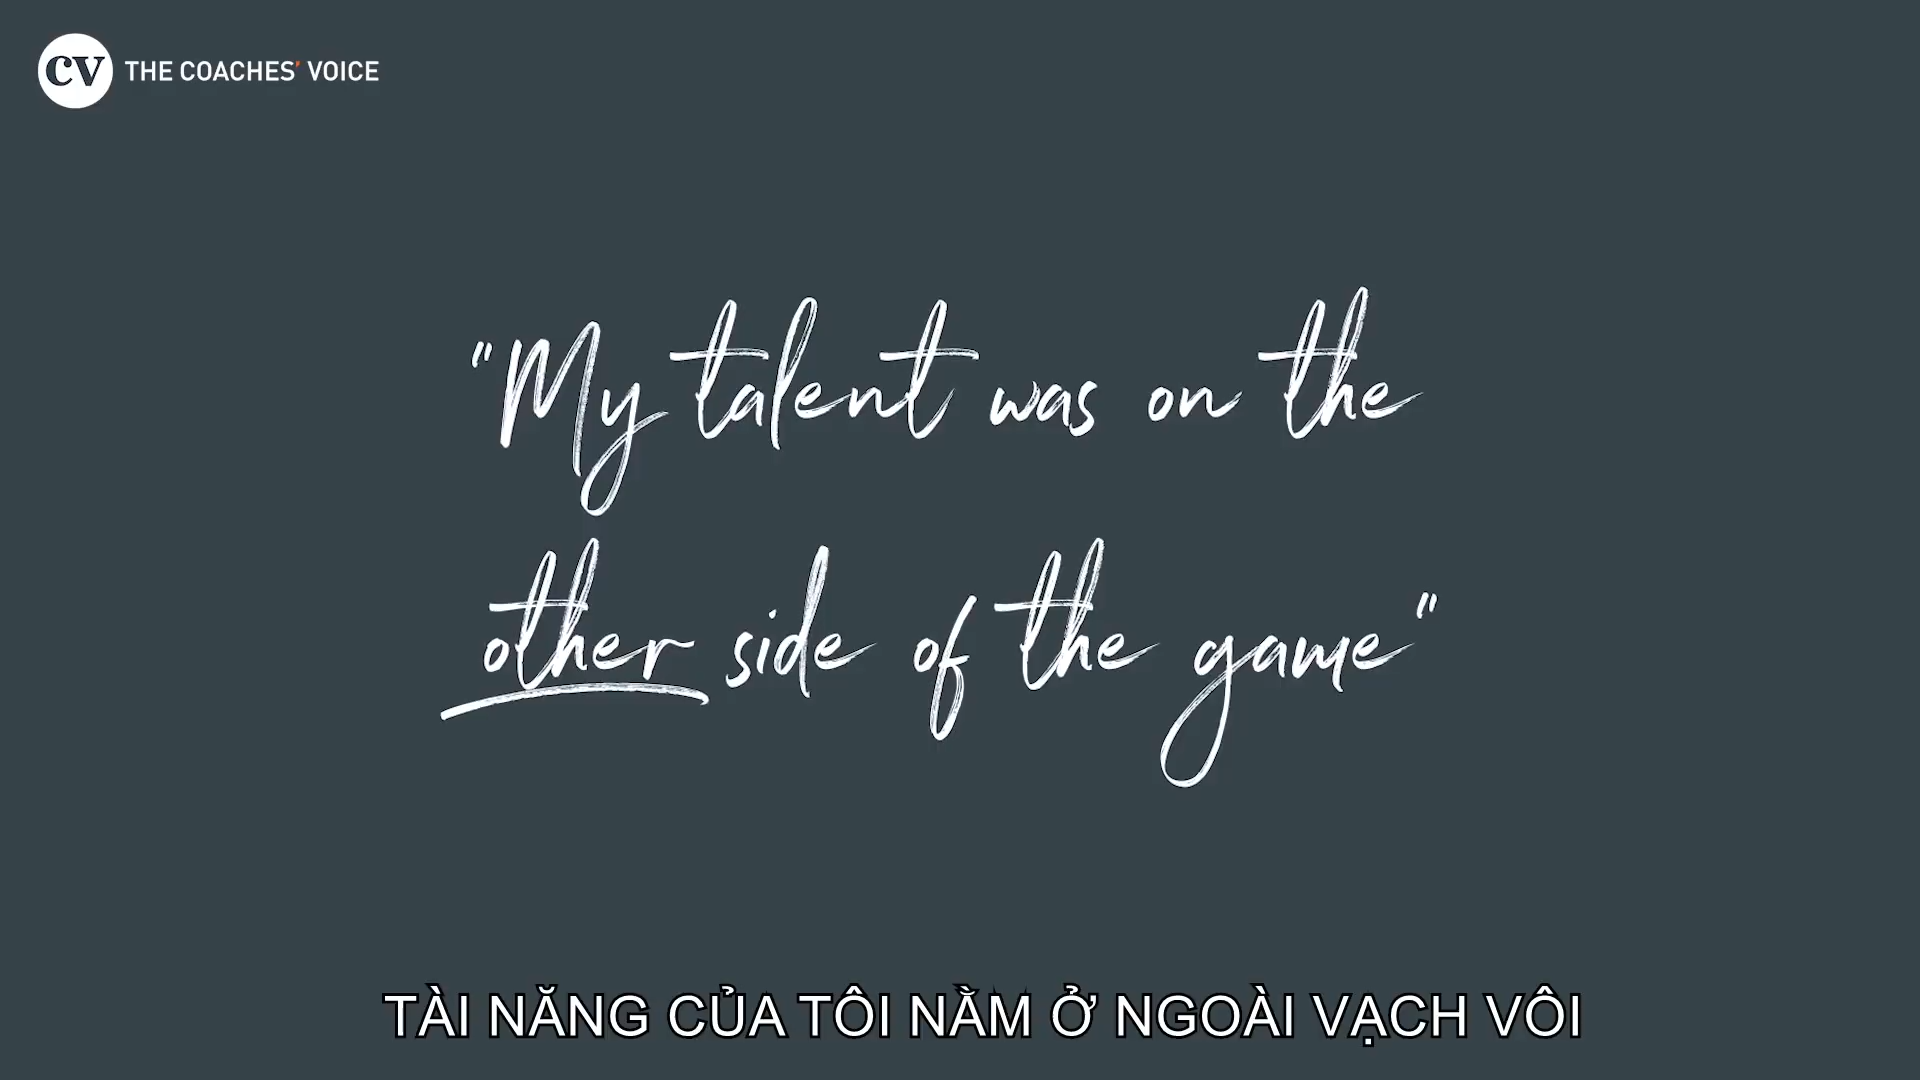 CV THE COACHES' VOICE
"My talent was on the
other side of the game"
TÀI NĂNG CỦA TÔI NẰM Ở NGOÀI VẠCH VÔI